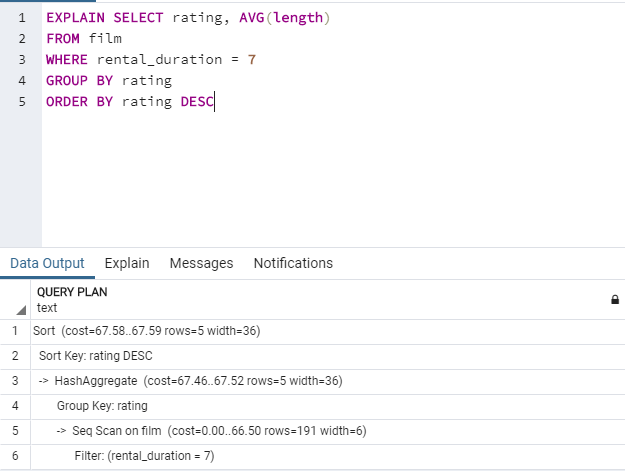 1 EXPLAIN SELECT rating, AVG(length)
2 FROM film
3 WHERE rental_duration = 7
4 GROUP BY rating
5 ORDER BY rating DESC
Data Output Explain Messages Notifications
QUERY PLAN
text
1 Sort (cost=67.58..67.59 rows=5 width=36)
2 Sort Key: rating DESC
3 -> HashAggregate (cost=67.46..67.52 rows=5 width=36)
4 Group Key: rating
5 -> Seq Scan on film (cost=0.00..66.50 rows=191 width=6)
6 Filter: (rental_duration = 7)